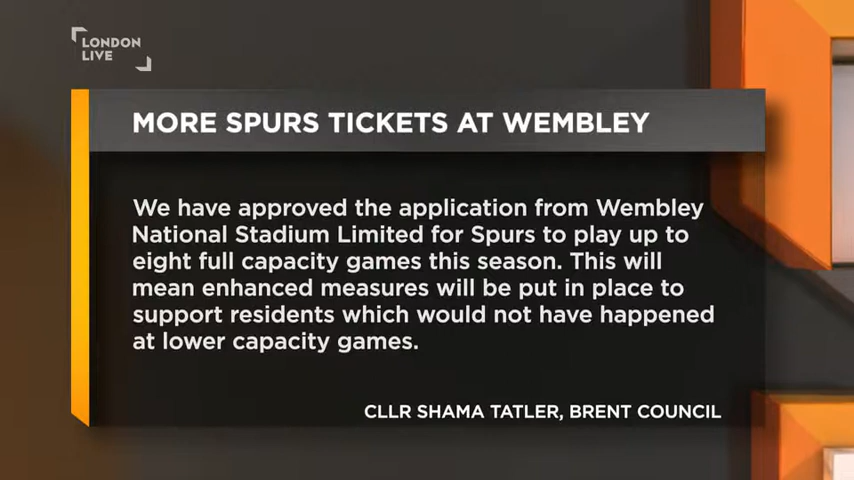 LONDON
LIVE
MORE SPURS TICKETS AT WEMBLEY
We have approved the application from Wembley
National Stadium Limited for Spurs to play up to
eight full capacity games this season. This will
mean enhanced measures will be put in place to
support residents which would not have happened
at lower capacity games.
CLLR SHAMA TATLER, BRENT COUNCIL